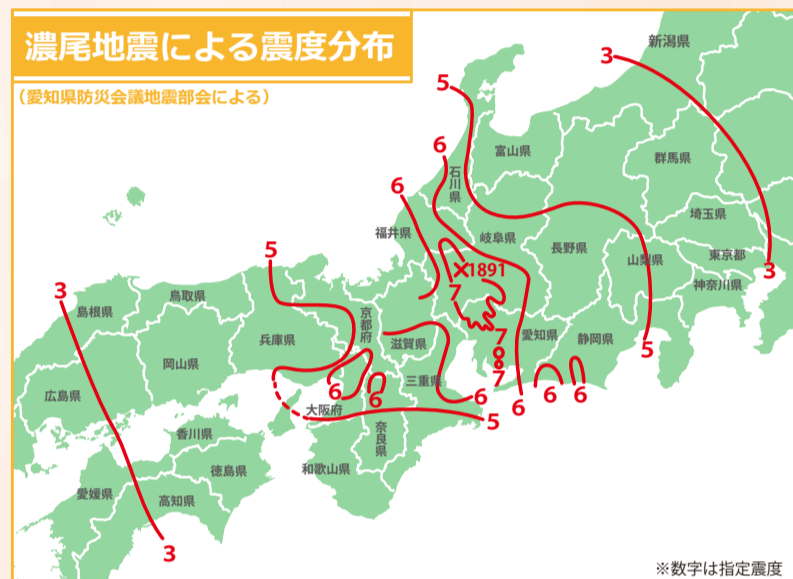 濃尾地震による震度分布
（愛知県防災会議地震部会による）
新潟県
3
5
6
富山県
群馬県
石川県
6
埼玉県
福井県
岐阜県
長野県
東京都
山梨県
5
×1891
3
神奈川県
3
鳥取県
7
島根県
京都府
兵庫県
滋賀県
7
愛知県
静岡県
5
岡山県
7
三重県
広島県
6
6
6
6
6
6
大阪府
5
香川県
奈良県
和歌山県
徳島県
愛媛県
高知県
3
※数字は指定震度